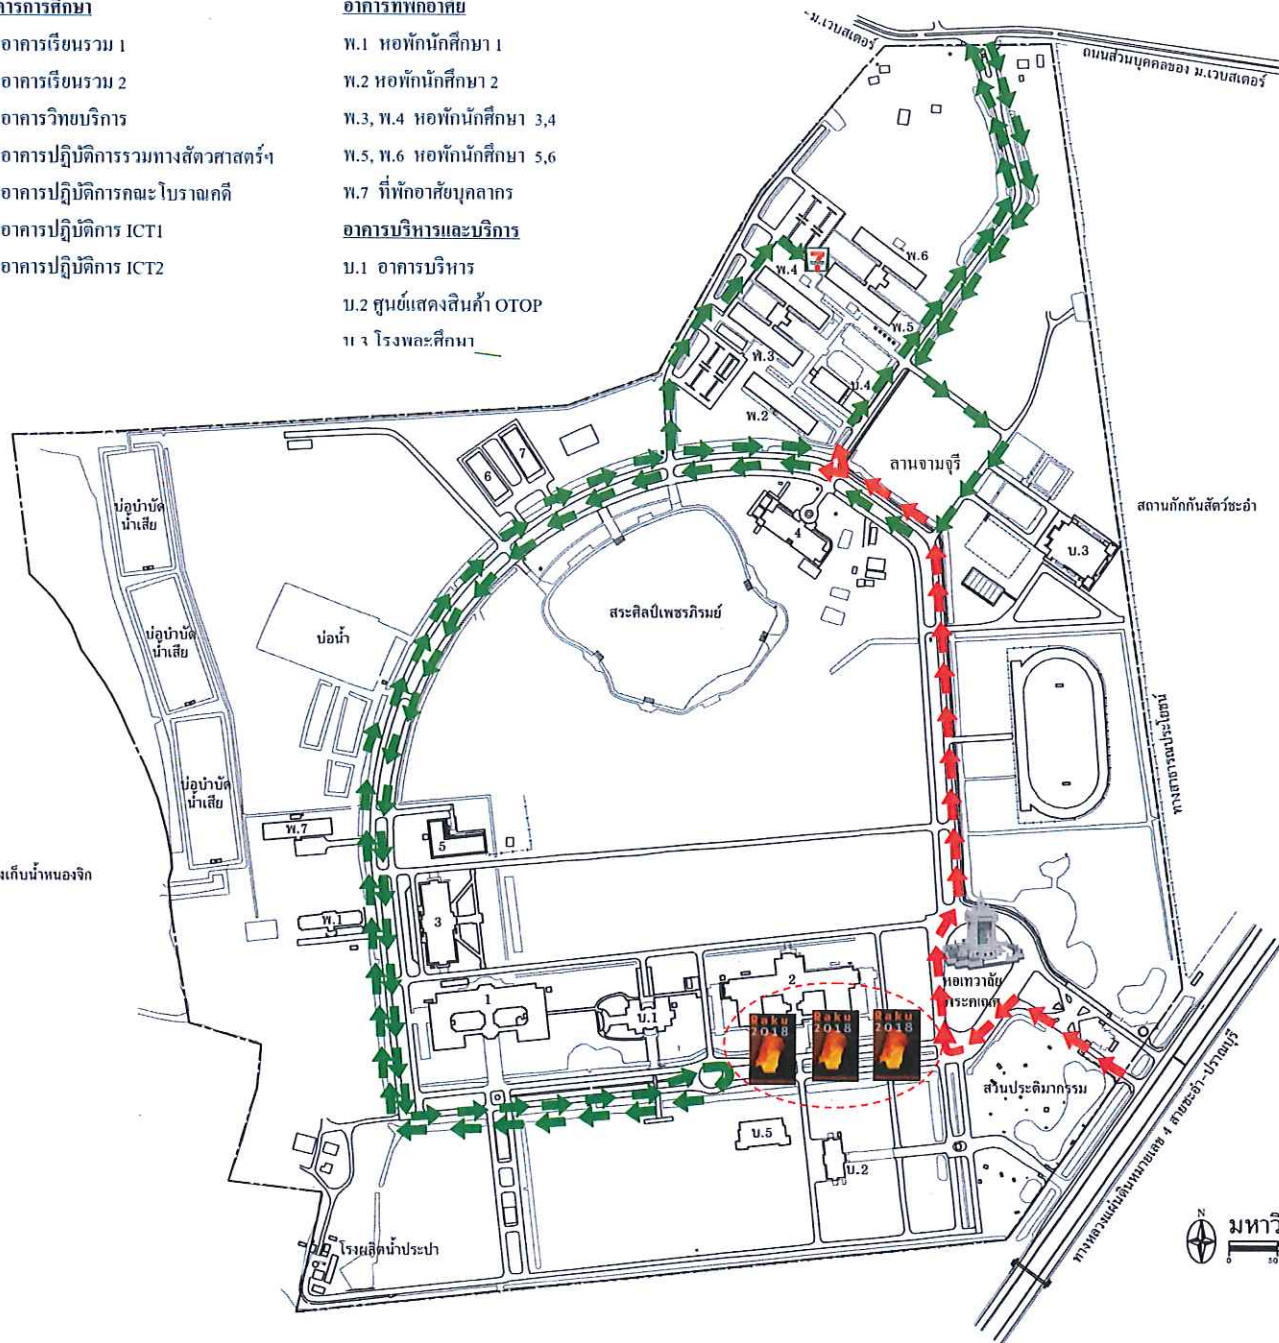 อาคารเรียนรวม 1
อาคารเรียนรวม 2
อาคารวิทยบริการ
อาคารปฏิบัติการรวมทางสัตวศาสตร์ฯ
อาคารปฏิบัติการคณะโบราณคดี
อาคารปฏิบัติการ ICT1
อาคารปฏิบัติการ ICT2
อาคารที่พักอาศัย
พ.1 หอพักนักศึกษา 1
พ.2 หอพักนักศึกษา 2
พ.3, พ.4 หอพักนักศึกษา 3,4
พ.5, พ.6 หอพักนักศึกษา 5,6
พ.7 ที่พักอาศัยบุคลากร
อาคารบริหารและบริการ
บ.1 อาคารบริหาร
บ.2 ศูนย์แสดงสินค้า OTOP
บ.3 โรงพละศึกษา
ม.เวบสเตอร์
ถนนส่วนบุคคลของ ม.เวบสเตอร์
พ.6
พ.4
7
พ.5
พ.3
บ.4
พ.2
ลานจามจุรี
7
6
4
สถานกักกันสัตว์ชะอำ
บ.3
บ่อบำบัด
น้ำเสีย
สระศิลป์เพชรภิรมย์
บ่อบำบัด
น้ำเสีย
บ่อน้ำ
ทางสาธารณประโยชน์
บ่อบำบัด
น้ำเสีย
พ.7
5
งเก็บน้ำหนองจิก
พ.1
3
หอเทวาลัย
พระคเณศ
2
1
บ.1
Raku
2018
Raku
2018
Raku
2018
สวนประติมากรรม
บ.5
บ.2
ทางหลวงแผ่นดินหมายเลข 4 สายชะอำ-ปราณบุรี
โรงผลิตน้ำประปา
N
มหาวิ
0 50